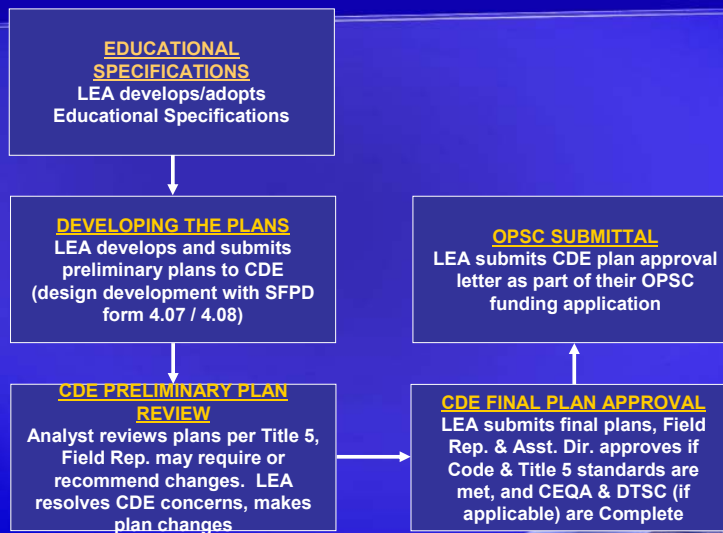 EDUCATIONAL
SPECIFICATIONS
LEA develops/adopts
Educational Specifications
DEVELOPING THE PLANS
LEA develops and submits
preliminary plans to CDE
(design development with SFPD
form 4.07 / 4.08)
CDE PRELIMINARY PLAN
REVIEW
Analyst reviews plans per Title 5,
Field Rep. may require or
recommend changes.  LEA
resolves CDE concerns, makes
plan changes
CDE FINAL PLAN APPROVAL
LEA submits final plans, Field
Rep. & Asst. Dir. approves if
Code & Title 5 standards are
met, and CEQA & DTSC (if
applicable) are Complete
OPSC SUBMITTAL
LEA submits CDE plan approval
letter as part of their OPSC
funding application